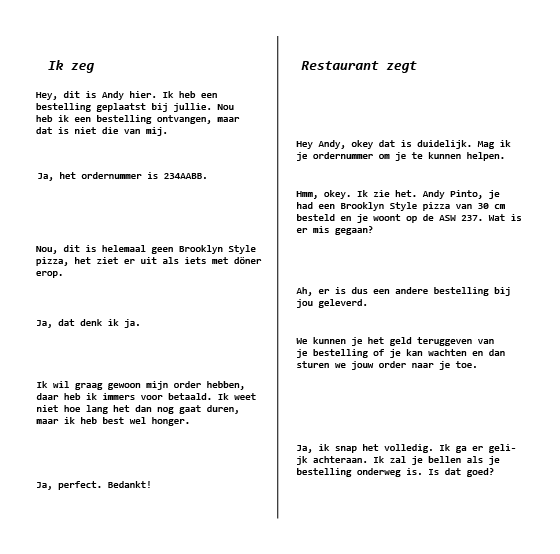 Ik zeg
Restaurant zegt
Hey, dit is Andy hier. Ik heb een
bestelling geplaatst bij jullie. Nou
heb ik een bestelling ontvangen, maar
dat is niet die van mij.
Hey Andy, okey dat is duidelijk. Mag ik
je ordernummer om je te kunnen helpen.
Ja, het ordernummer is 234AABB.
Hmm, okey. Ik zie het. Andy Pinto, je
had een Brooklyn Style pizza van 30 cm
besteld en je woont op de ASW 237. Wat is
er mis gegaan?
Nou, dit is helemaal geen Brooklyn Style
pizza, het ziet er uit als iets met döner
erop.
Ah, er is dus een andere bestelling bij
jou geleverd.
Ja, dat denk ik ja.
We kunnen je het geld teruggeven van
je bestelling of je kan wachten en dan
sturen we jouw order naar je toe.
Ik wil graag gewoon mijn order hebben,
daar heb ik immers voor betaald. Ik weet
niet hoe lang het dan nog gaat duren,
maar ik heb best wel honger.
Ja, ik snap het volledig. Ik ga er geli-
jk achteraan. Ik zal je bellen als je
bestelling onderweg is. Is dat goed?
Ja, perfect. Bedankt!